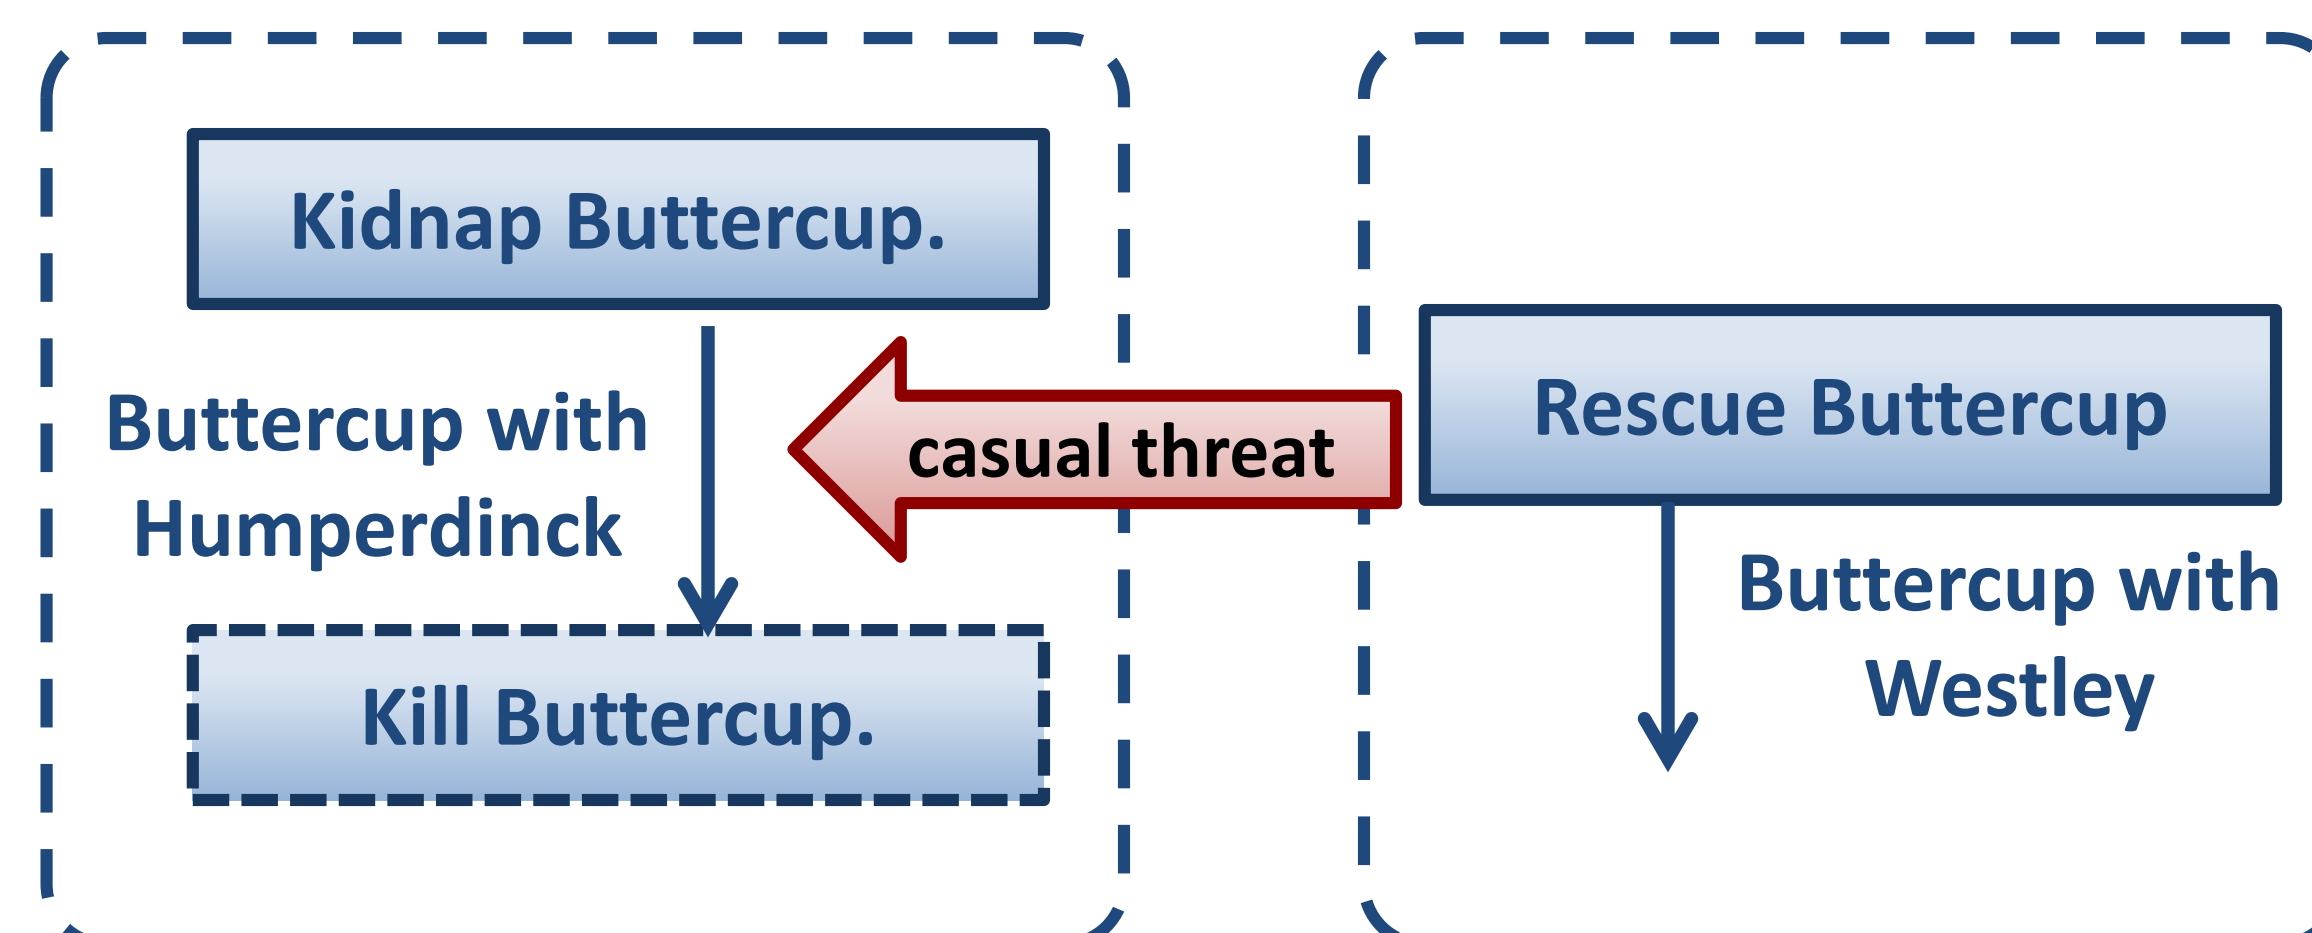 Kidnap Buttercup.
Buttercup with
Humperdinck
casual threat
Kill Buttercup.
Rescue Buttercup
Buttercup with
Westley